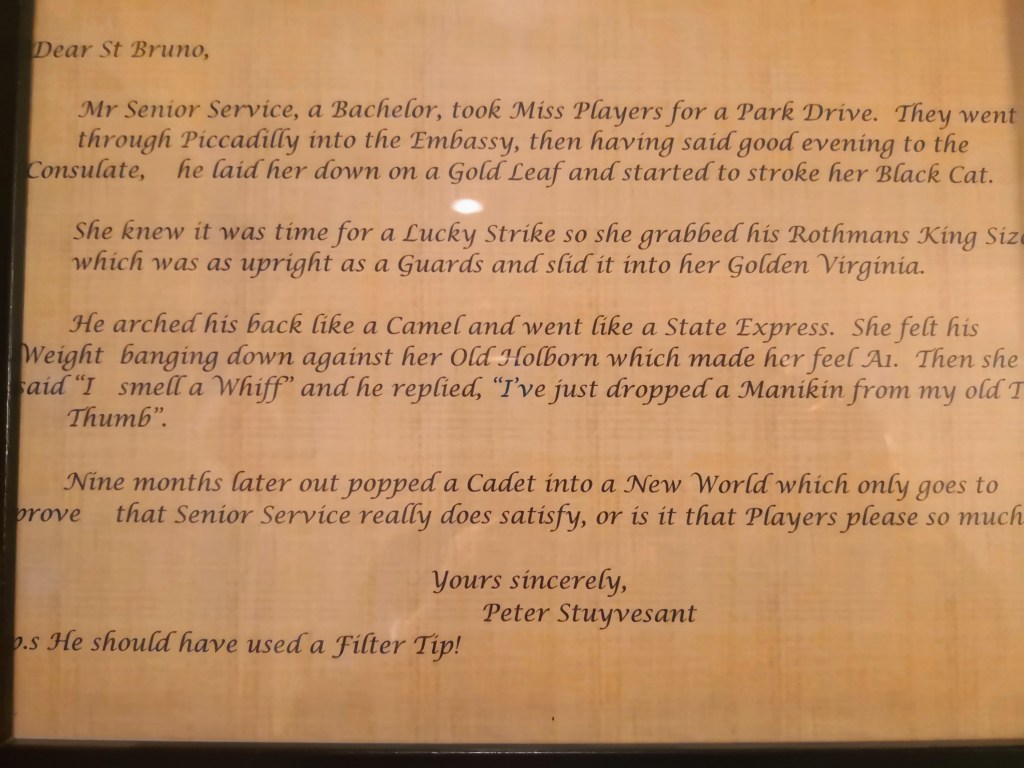 Dear St Bruno,
Mr Senior Service, a Bachelor, took Miss Players for a Park Drive. They went
through Piccadilly into the Embassy, then having said good evening to the
Consulate, he laid her down on a Gold Leaf and started to stroke her Black Cat.
She knew it was time for a Lucky Strike so she grabbed his Rothmans King Size
which was as upright as a Guards and slid it into her Golden Virginia.
He arched his back like a Camel and went like a State Express. She felt his
Weight banging down against her Old Holborn which made her feel A1. Then she
said "I smell a Whiff" and he replied, "I've just dropped a Manikin from my old T
Thumb".
Nine months later out popped a Cadet into a New World which only goes to
prove that Senior Service really does satisfy, or is it that Players please so much
Yours sincerely,
Peter Stuyvesant
p.s He should have used a Filter Tip!